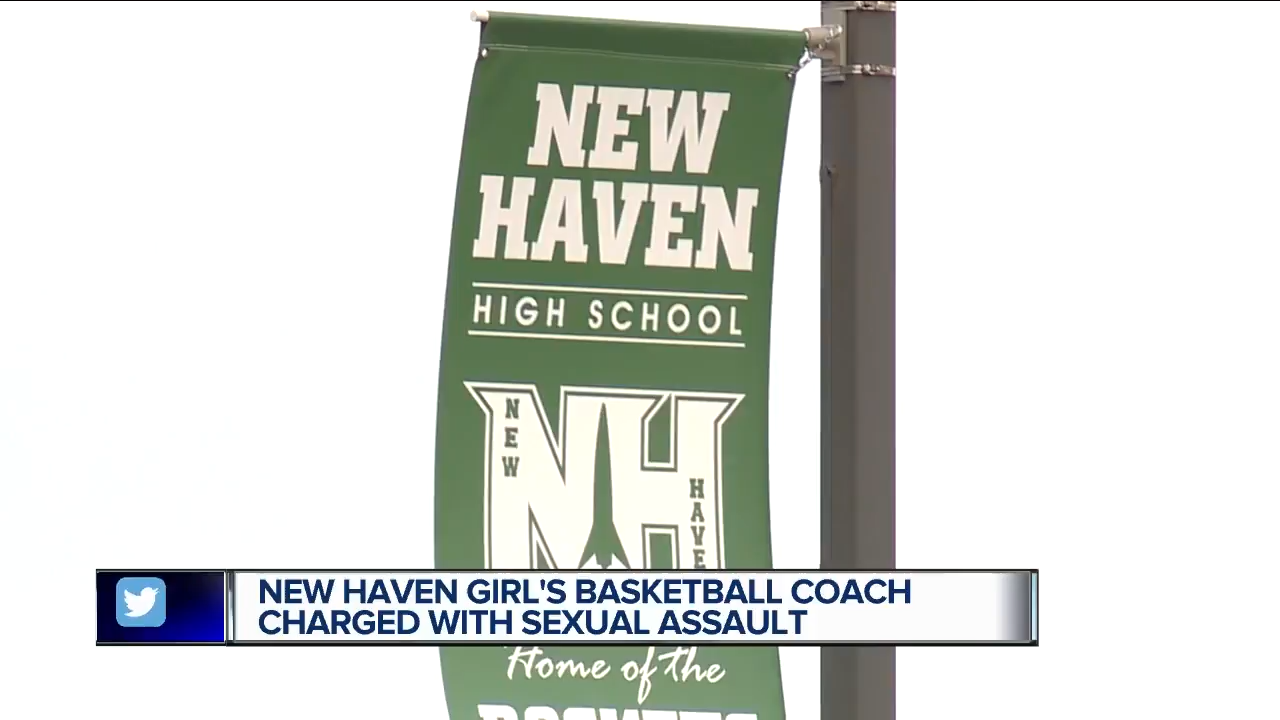 NEW
HAVEN
HIGH SCHOOL
NEW
NH
HAVE
NEW HAVEN GIRL'S BASKETBALL COACH
CHARGED WITH SEXUAL ASSAULT
Home of the
ROCKETS